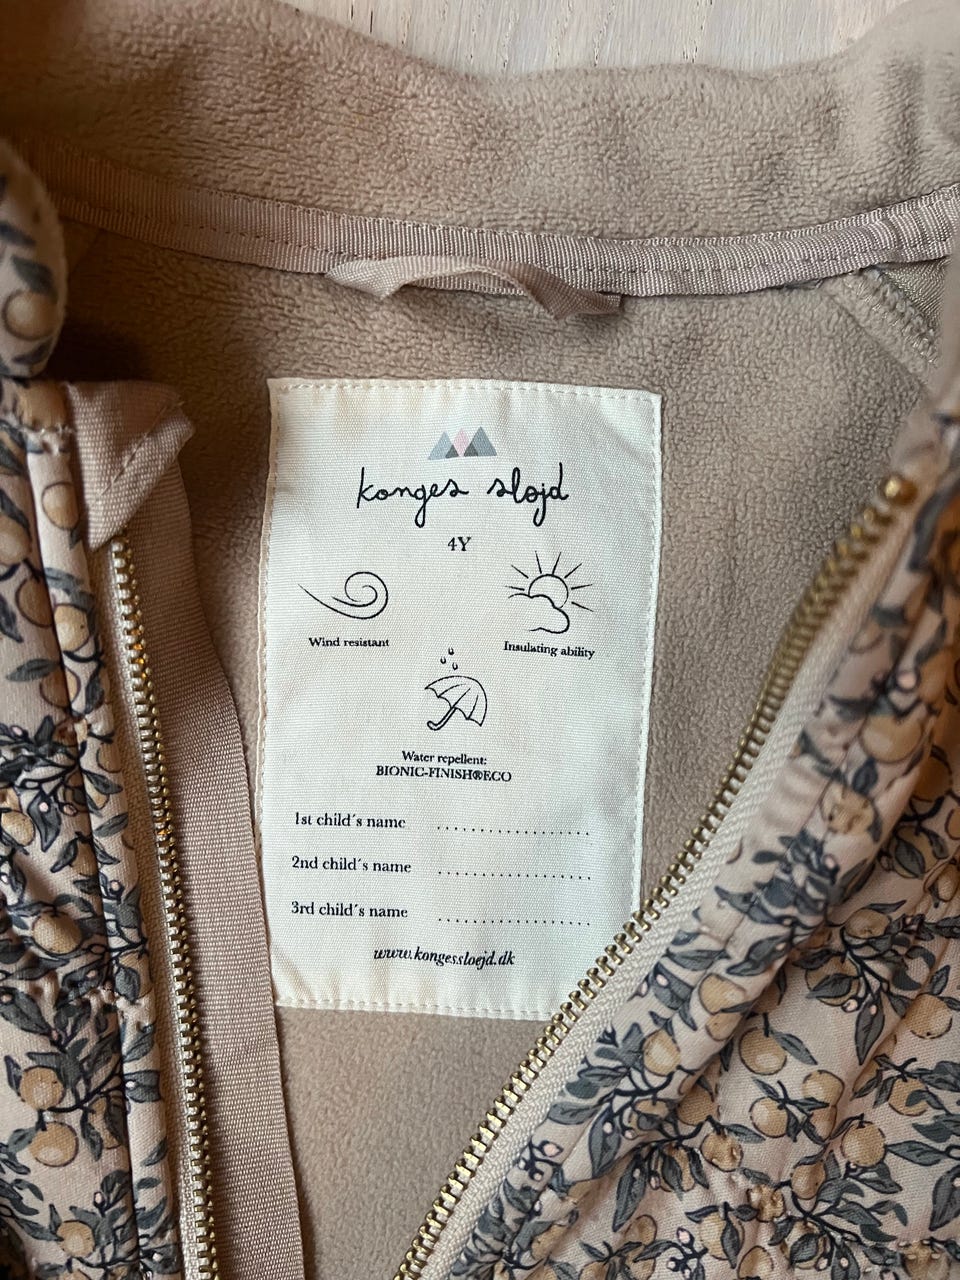 konges sløjd
4Y
Wind resistant
Insulating ability
Water repellent:
BIONIC-FINISH®ECO
1st child´s name ..................
2nd child´s name ..................
3rd child´s name ..................
www.kongessloejd.dk